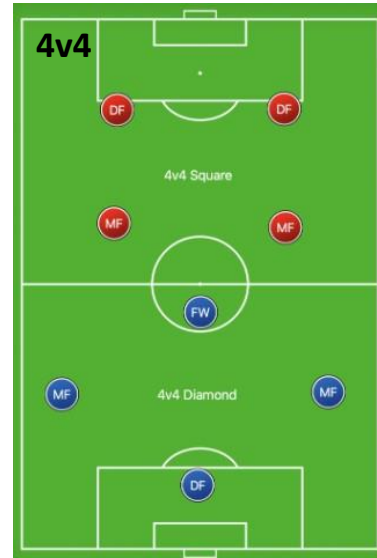 4v4
DF DF
4v4 Square
MF MF
FW
MF 4v4 Diamond MF
DF